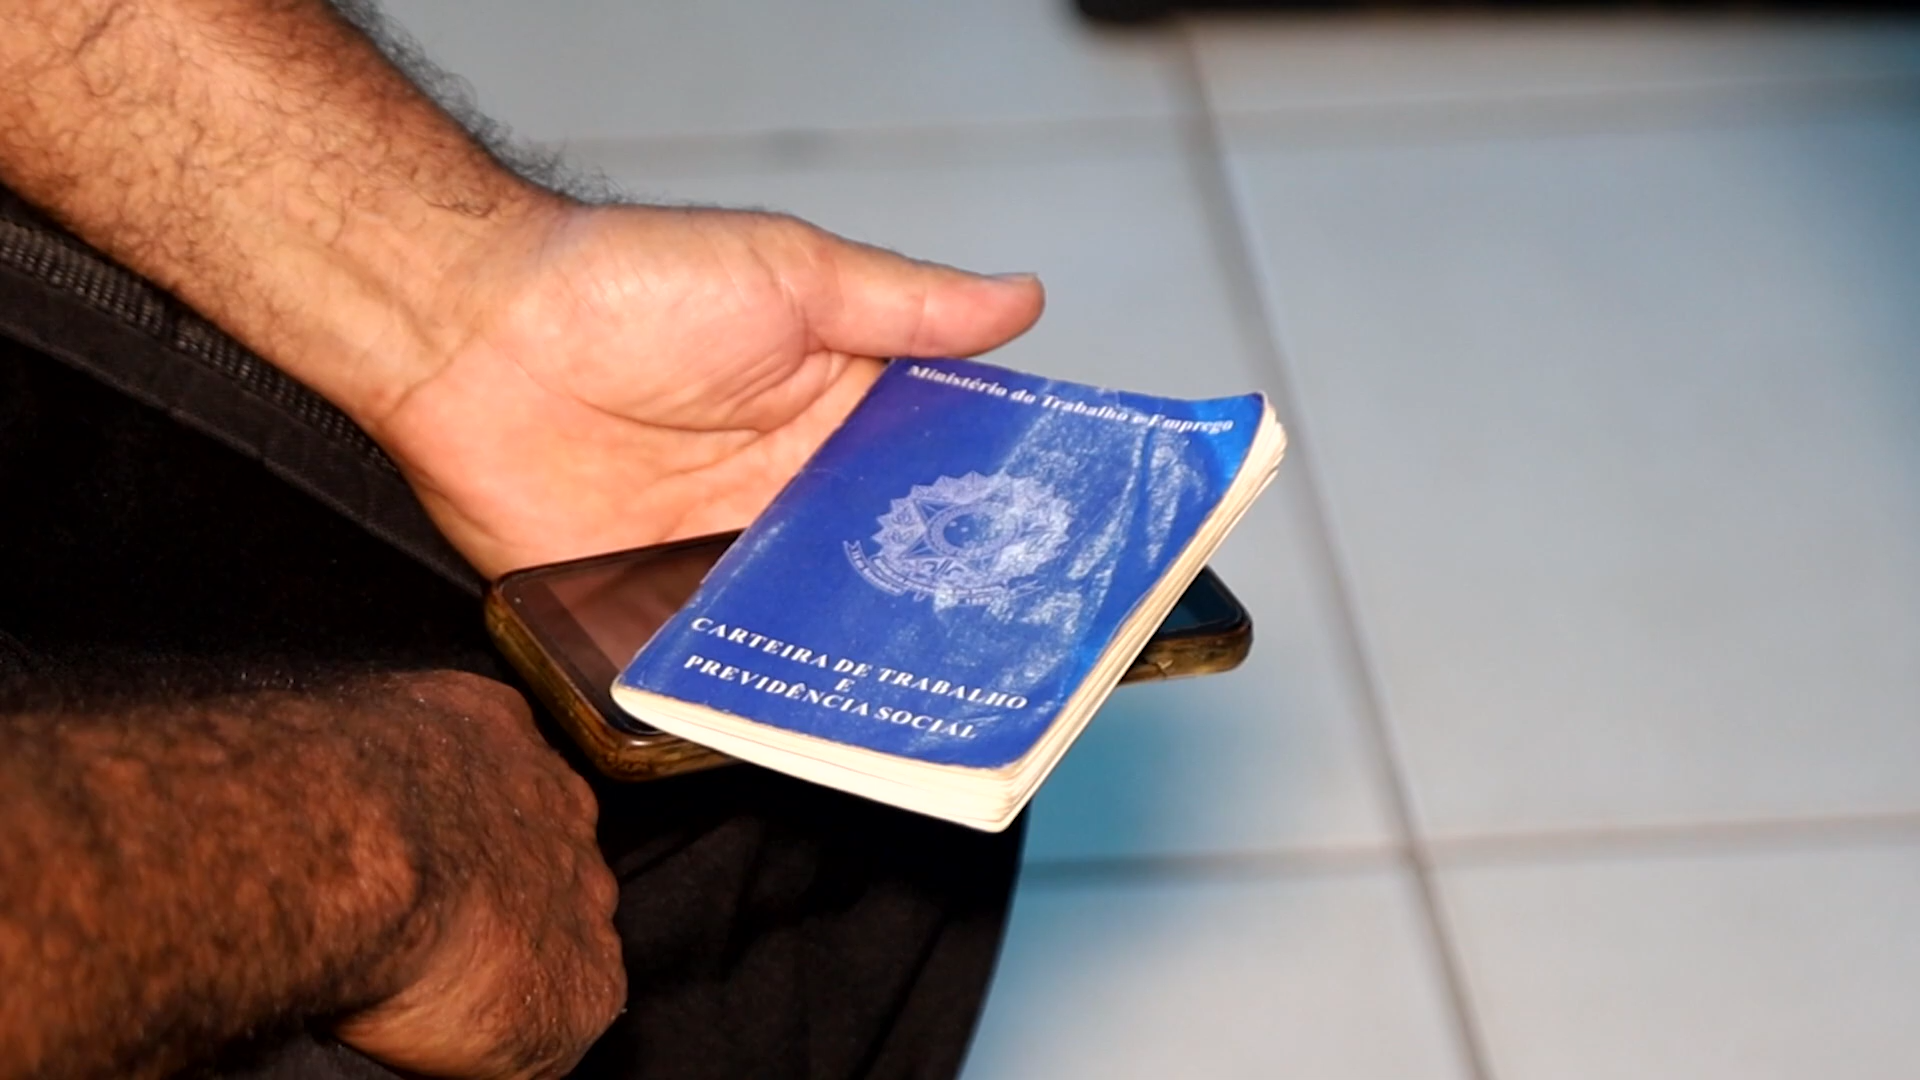 Ministério do Trabalho e Emprego
CARTEIRA DE TRABALHO
E
PREVIDÊNCIA SOCIAL